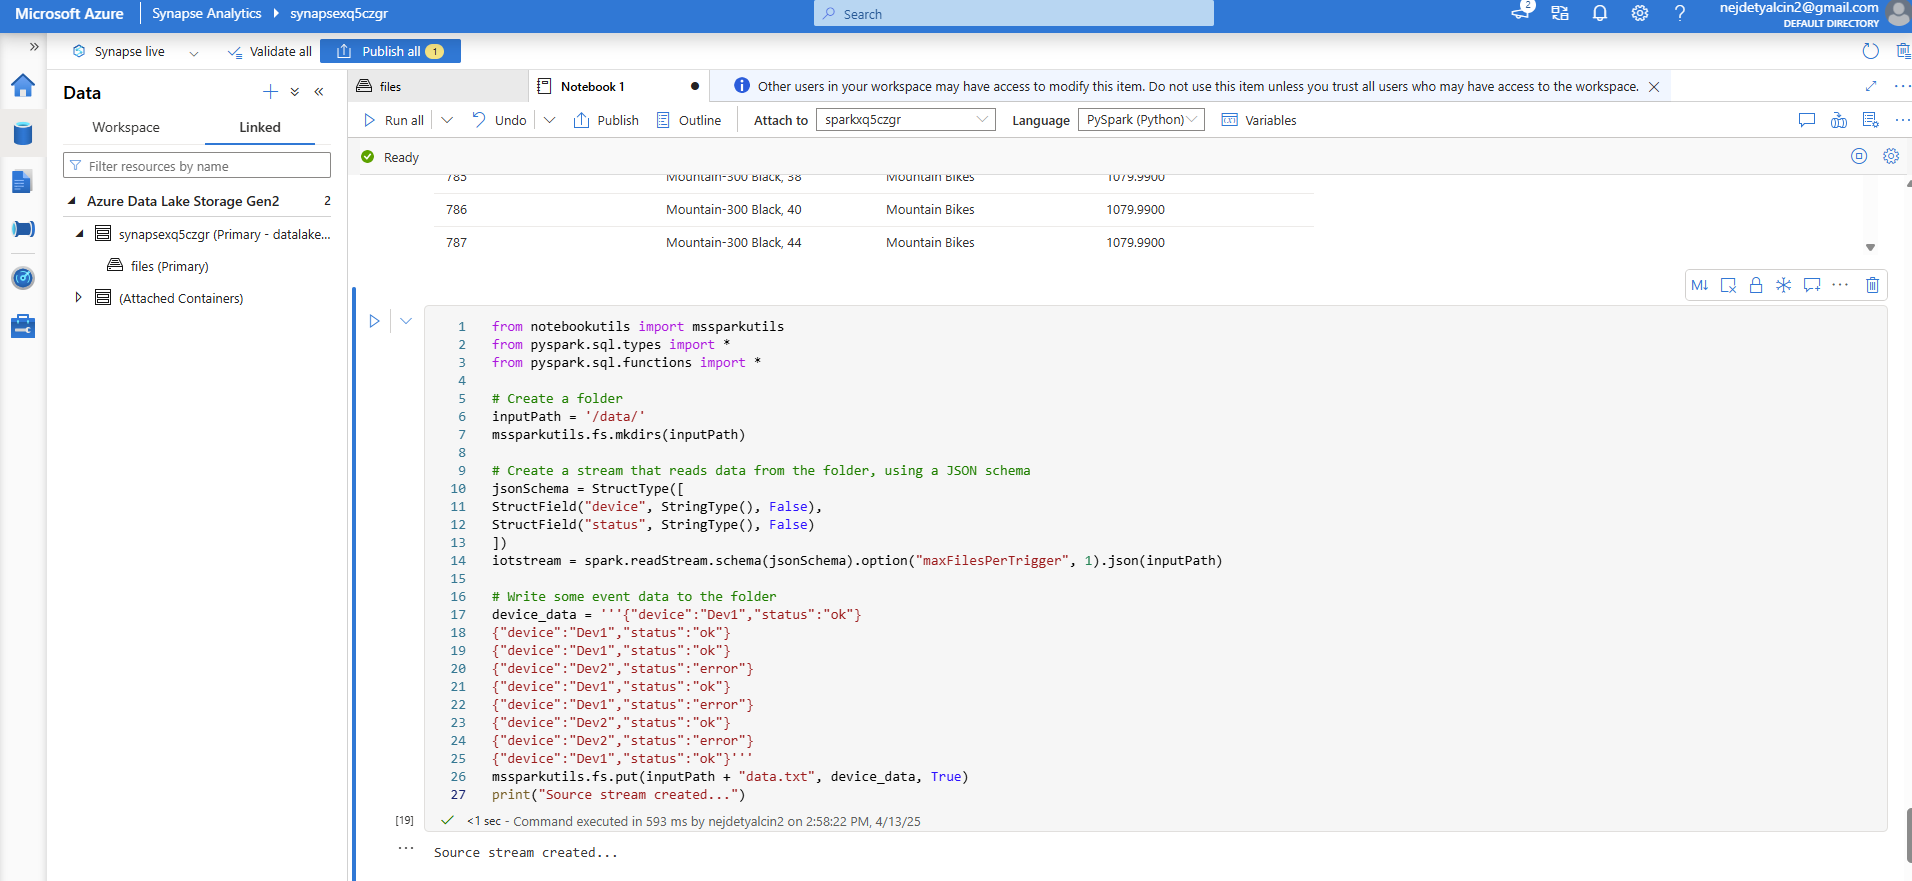 Microsoft Azure
Synapse Analytics
synapsexq5czgr
Search
2
nejdetyalcin2@gmail.com
DEFAULT DIRECTORY
Synapse live
Validate all
Publish all 1
Data
Workspace
Linked
Filter resources by name
Azure Data Lake Storage Gen2 2
synapsexq5czgr (Primary - datalake...
files (Primary)
(Attached Containers)
files
Notebook 1
Other users in your workspace may have access to modify this item. Do not use this item unless you trust all users who may have access to the workspace.
Run all
Undo
Publish
Outline
Attach to
sparkxq5czgr
Language
PySpark (Python)
Variables
Ready
785 Mountain-300 Black, 38 Mountain Bikes 1079.9900
786 Mountain-300 Black, 40 Mountain Bikes 1079.9900
787 Mountain-300 Black, 44 Mountain Bikes 1079.9900
M↓
1 from notebookutils import mssparkutils
2 from pyspark.sql.types import *
3 from pyspark.sql.functions import *
4
5 # Create a folder
6 inputPath = '/data/'
7 mssparkutils.fs.mkdirs(inputPath)
8
9 # Create a stream that reads data from the folder, using a JSON schema
10 jsonSchema = StructType([
11 StructField("device", StringType(), False),
12 StructField("status", StringType(), False)
13 ])
14 iotstream = spark.readStream.schema(jsonSchema).option("maxFilesPerTrigger", 1).json(inputPath)
15
16 # Write some event data to the folder
17 device_data = '''{"device":"Dev1","status":"ok"}
18 {"device":"Dev1","status":"ok"}
19 {"device":"Dev1","status":"ok"}
20 {"device":"Dev2","status":"error"}
21 {"device":"Dev1","status":"ok"}
22 {"device":"Dev1","status":"error"}
23 {"device":"Dev2","status":"ok"}
24 {"device":"Dev2","status":"error"}
25 {"device":"Dev1","status":"ok"}'''
26 mssparkutils.fs.put(inputPath + "data.txt", device_data, True)
27 print("Source stream created...")
[19] <1 sec - Command executed in 593 ms by nejdetyalcin2 on 2:58:22 PM, 4/13/25
Source stream created...